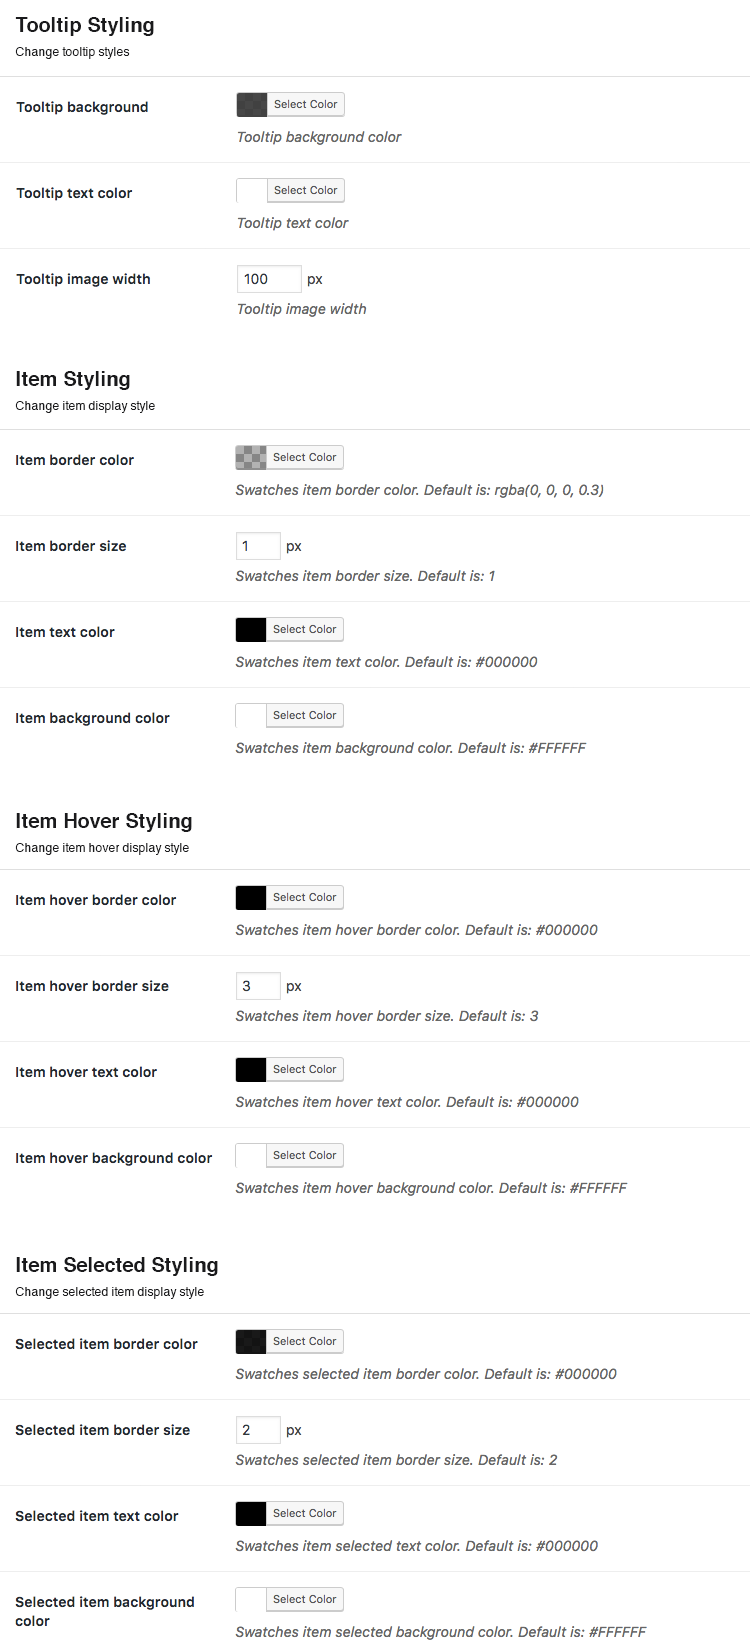 Tooltip Styling
Change tooltip styles
Tooltip background
Select Color
Tooltip background color
Tooltip text color
Select Color
Tooltip text color
Tooltip image width
100 px
Tooltip image width
Item Styling
Change item display style
Item border color
Select Color
Swatches item border color. Default is: rgba(0, 0, 0, 0.3)
Item border size
1 px
Swatches item border size. Default is: 1
Item text color
Select Color
Swatches item text color. Default is: #000000
Item background color
Select Color
Swatches item background color. Default is: #FFFFFF
Item Hover Styling
Change item hover display style
Item hover border color
Select Color
Swatches item hover border color. Default is: #000000
Item hover border size
3 px
Swatches item hover border size. Default is: 3
Item hover text color
Select Color
Swatches item hover text color. Default is: #000000
Item hover background color
Select Color
Swatches item hover background color. Default is: #FFFFFF
Item Selected Styling
Change selected item display style
Selected item border color
Select Color
Swatches selected item border color. Default is: #000000
Selected item border size
2 px
Swatches selected item border size. Default is: 2
Selected item text color
Select Color
Swatches item selected text color. Default is: #000000
Selected item background
color
Select Color
Swatches item selected background color. Default is: #FFFFFF